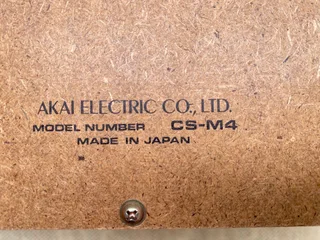 AKAI ELECTRIC CO., LTD.
MODEL NUMBER CS-M4
MADE IN JAPAN